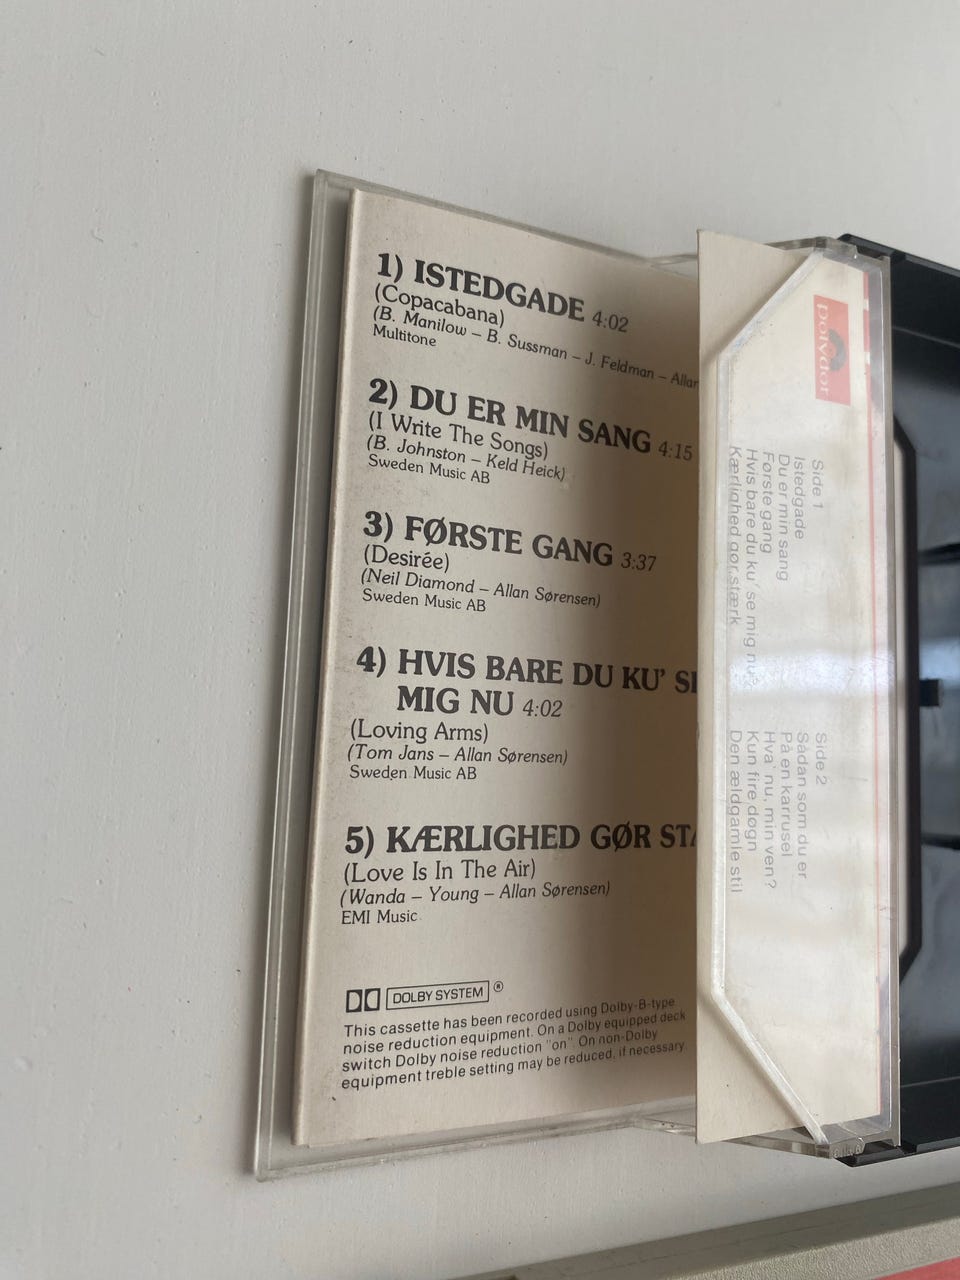 1) ISTEDGADE 4:02
(Copacabana)
(B. Manilow – B. Sussman – J. Feldman – Allan
Multitone
2) DU ER MIN SANG 4:15
(I Write The Songs)
(B. Johnston – Keld Heick)
Sweden Music AB
3) FØRSTE GANG 3:37
(Desirée)
(Neil Diamond – Allan Sørensen)
Sweden Music AB
4) HVIS BARE DU KU' SE
MIG NU 4:02
(Loving Arms)
(Tom Jans – Allan Sørensen)
Sweden Music AB
5) KÆRLIGHED GØR STÆ
(Love Is In The Air)
(Wanda – Young – Allan Sørensen)
EMI Music
DOLBY SYSTEM ®
This cassette has been recorded using Dolby-B-type
noise reduction equipment. On a Dolby equipped deck
switch Dolby noise reduction "on". On non-Dolby
equipment treble setting may be reduced, if necessary.
polydor
Side 1
Istedgade
Du er min sang
Første gang
Hvis bare du ku' se mig nu
Kærlighed gør stærk
Side 2
Sådan som du er
På en karrusel
Hva' nu, min ven?
Kun fire døgn
Den ældgamle stil